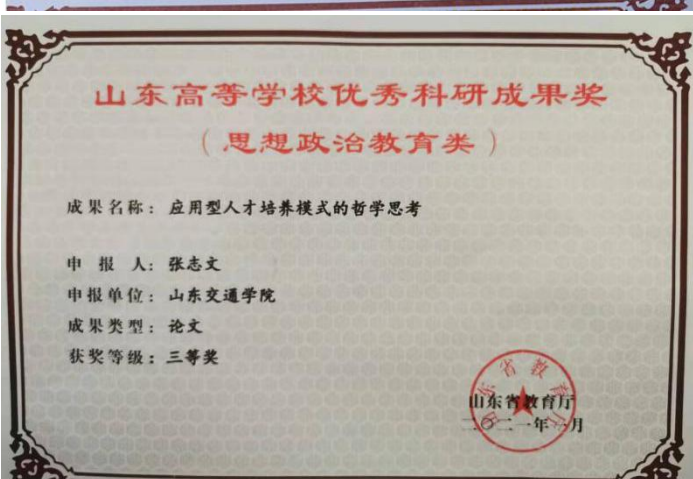 山东高等学校优秀科研成果奖
（思想政治教育类）
成果名称：应用型人才培养模式的哲学思考
申 报 人：张志文
申报单位：山东交通学院
成果类型：论文
获奖等级：三等奖
山东省教育厅
二〇二一年一月